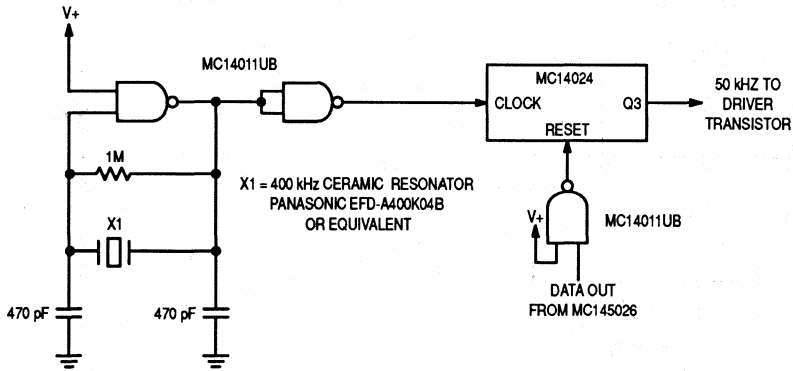 V+
MC14011UB
MC14024
CLOCK
Q3
RESET
50 kHZ TO
DRIVER
TRANSISTOR
1M
X1 = 400 kHz CERAMIC RESONATOR
PANASONIC EFD-A400K04B
OR EQUIVALENT
X1
V+
MC14011UB
470 pF
470 pF
DATA OUT
FROM MC145026